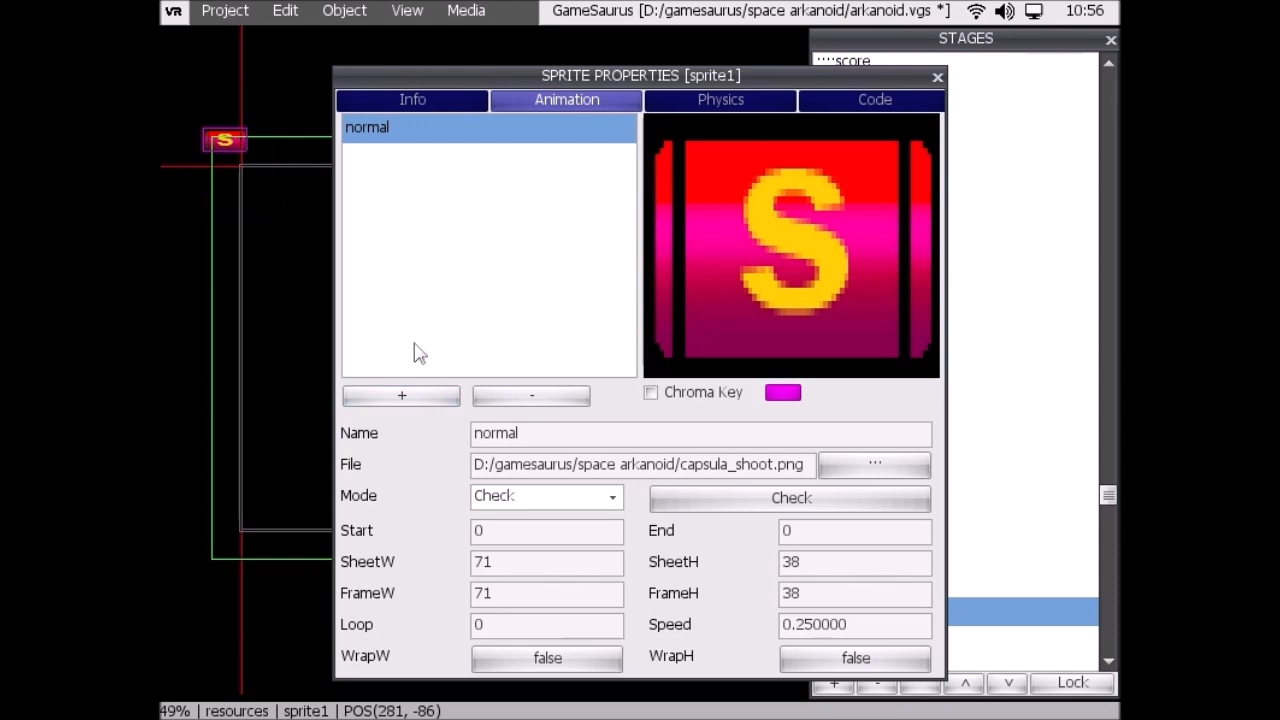 VR Project Edit Object View Media GameSaurus [D:/gamesaurus/space arkanoid/arkanoid.vgs *] 10:56
STAGES
score
SPRITE PROPERTIES [sprite1]
Info Animation Physics Code
normal
S
S
+ -
Chroma Key
Name normal
File D:/gamesaurus/space arkanoid/capsula_shoot.png ...
Mode Check Check
Start 0 End 0
SheetW 71 SheetH 38
FrameW 71 FrameH 38
Loop 0 Speed 0.250000
WrapW false WrapH false
+ - ^ v Lock
49% | resources | sprite1 | POS(281, -86)